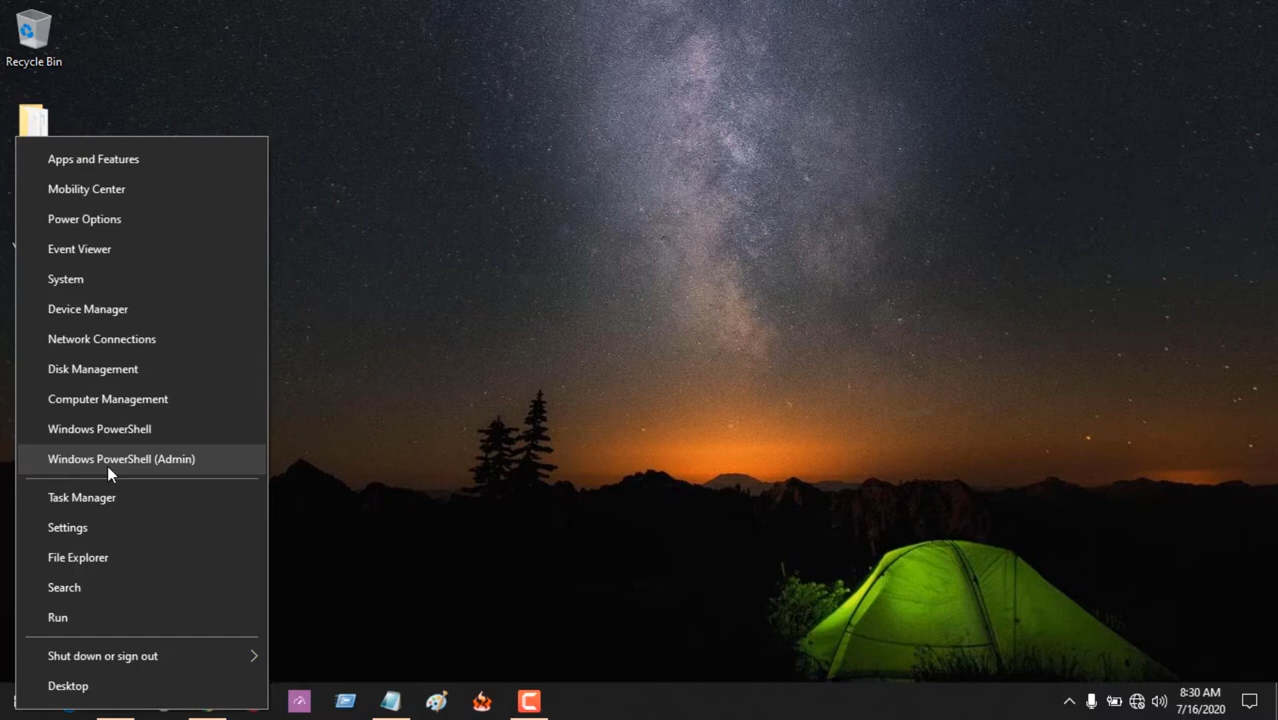 Recycle Bin
Apps and Features
Mobility Center
Power Options
Event Viewer
System
Device Manager
Network Connections
Disk Management
Computer Management
Windows PowerShell
Windows PowerShell (Admin)
Task Manager
Settings
File Explorer
Search
Run
Shut down or sign out
Desktop
8:30 AM
7/16/2020